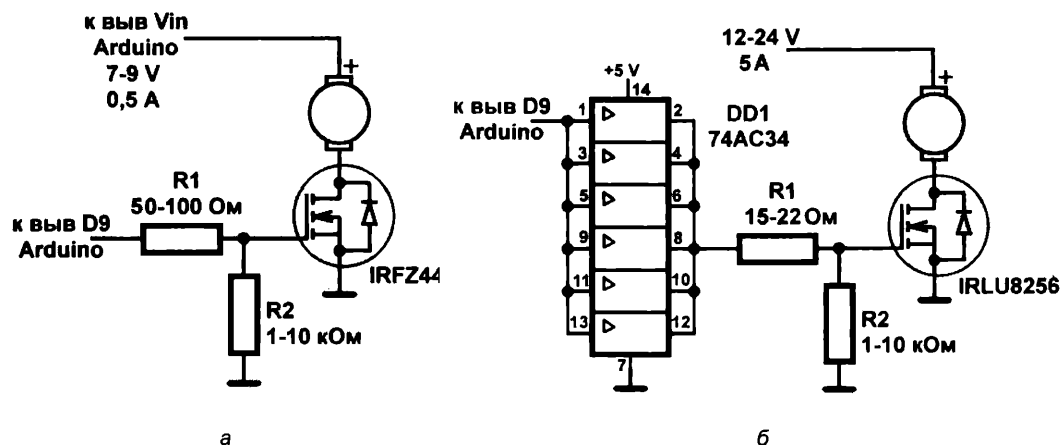 к выв Vin
Arduino
7-9 V
0,5 A
+
R1
50-100 Ом
к выв D9
Arduino
R2
1-10 кОм
IRFZ44
а
12-24 V
5 A
+
+5 V
14
к выв D9
Arduino
1
2
3
4
5
6
9
8
11
10
13
12
7
DD1
74AC34
R1
15-22 Ом
R2
1-10 кОм
IRLU8256
б